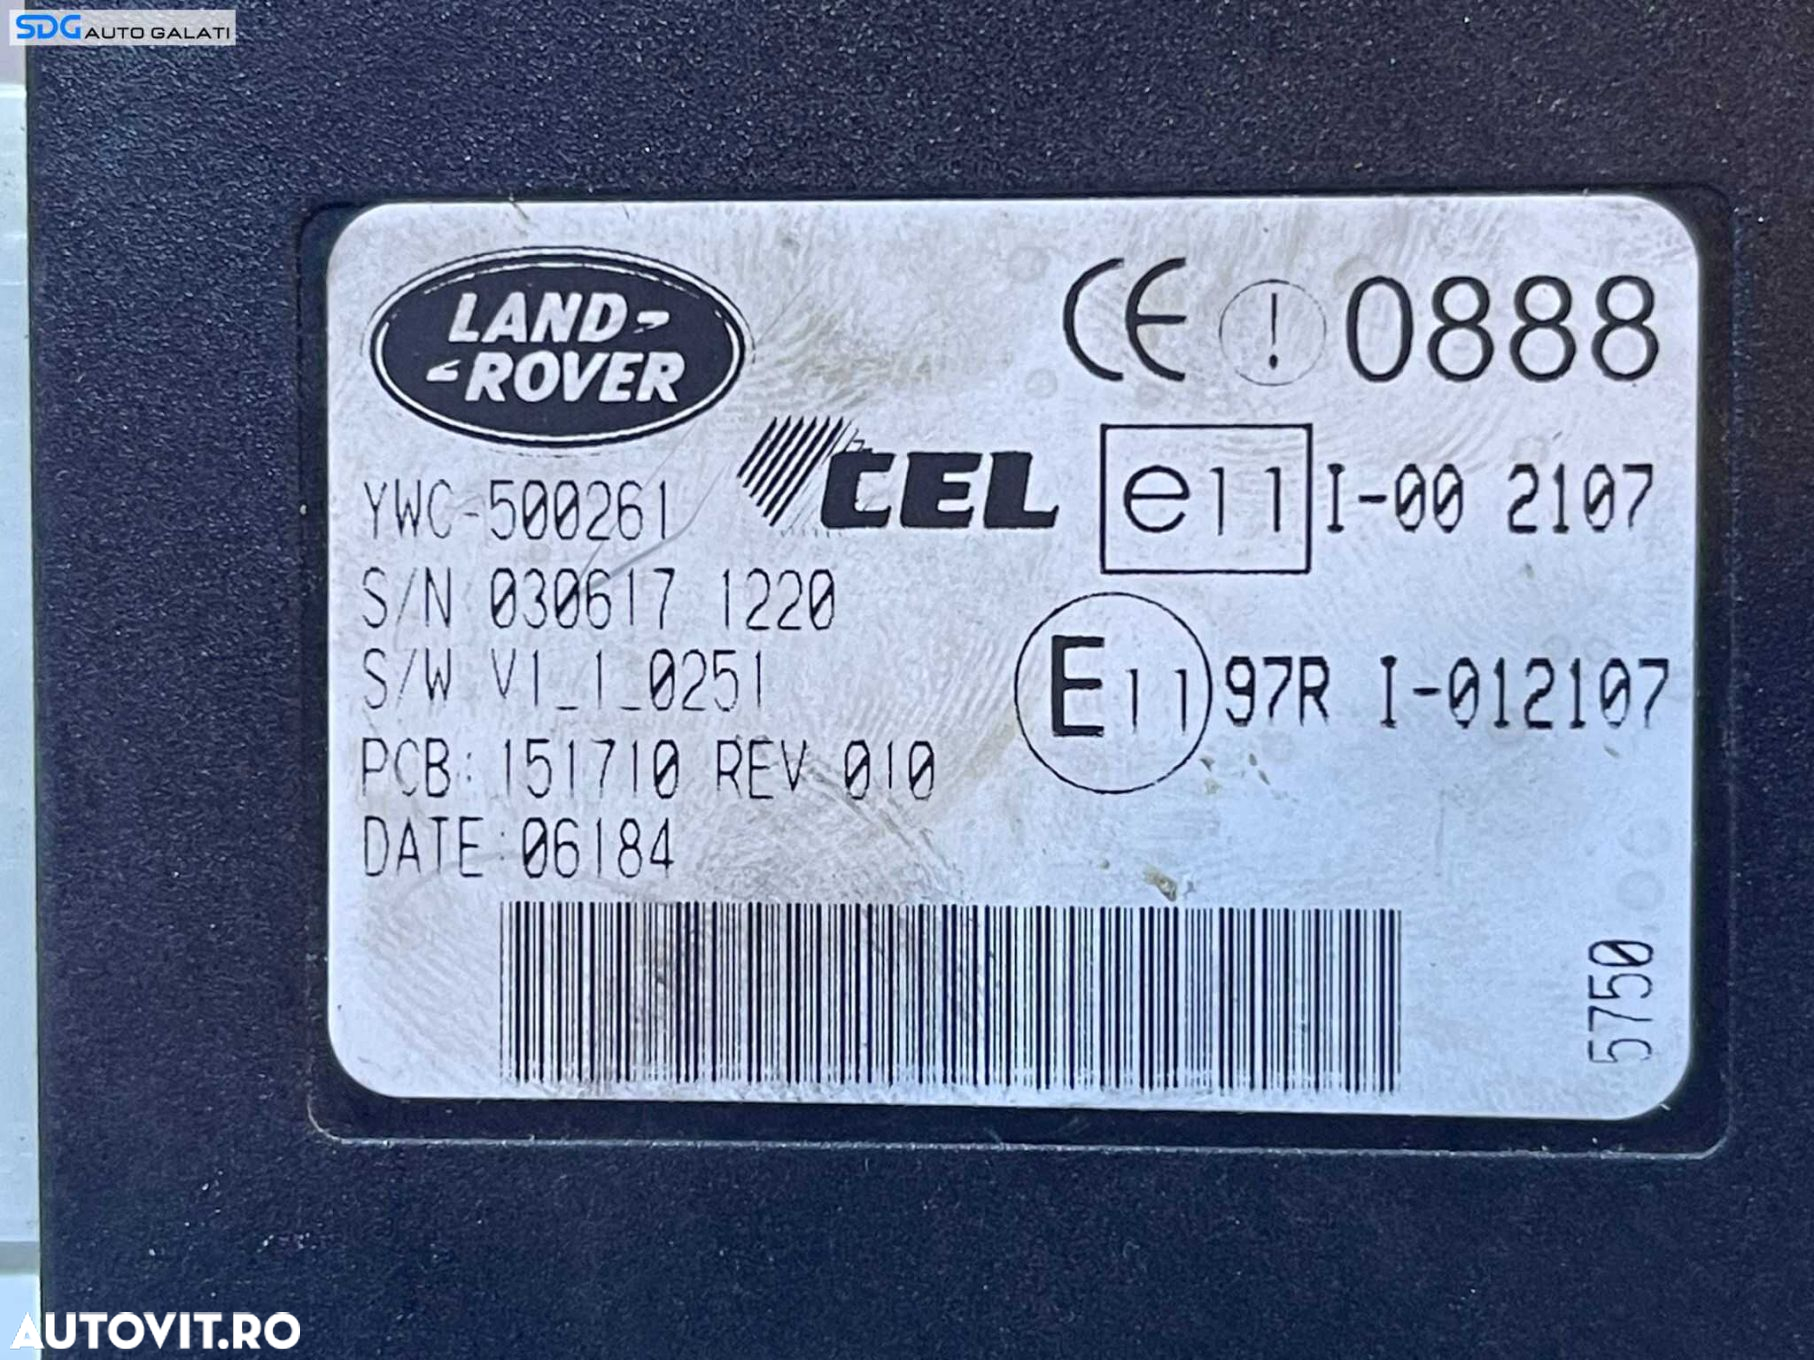 SDG AUTO GALATI
LAND-
-ROVER
CE ! 0888
CEL
e11 I-00 2107
YWC-500261
S/N 030617 1220
S/W V1_1_0251
E11 97R I-012107
PCB: 151710 REV 010
DATE: 06184
5750
AUTOVIT.RO